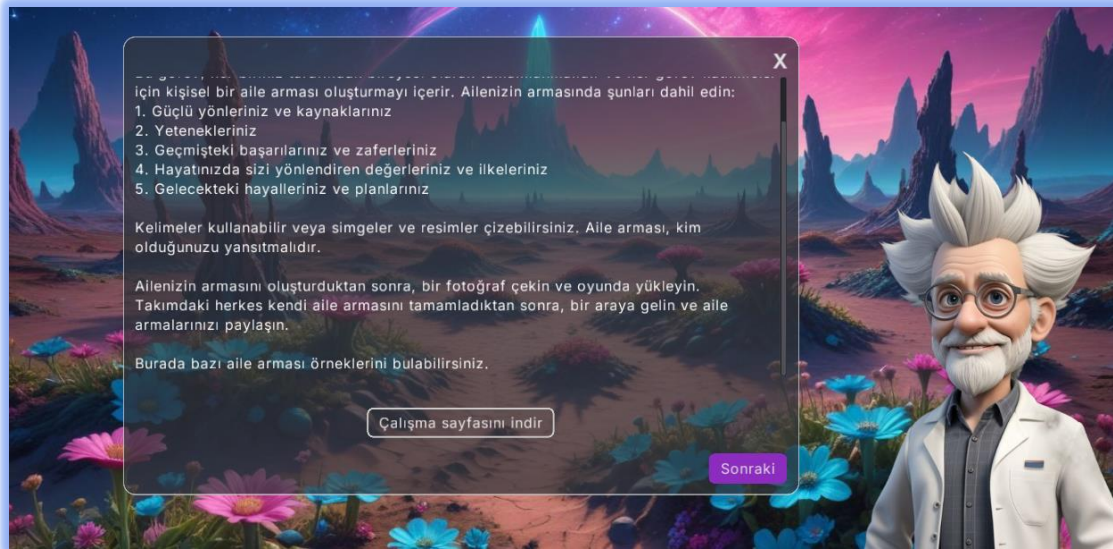 X
için kişisel bir aile arması oluşturmayı içerir. Ailenizin armasında şunları dahil edin:
1. Güçlü yönleriniz ve kaynaklarınız
2. Yetenekleriniz
3. Geçmişteki başarılarınız ve zaferleriniz
4. Hayatınızda sizi yönlendiren değerleriniz ve ilkeleriniz
5. Gelecekteki hayalleriniz ve planlarınız
Kelimeler kullanabilir veya simgeler ve resimler çizebilirsiniz. Aile arması, kim
olduğunuzu yansıtmalıdır.
Ailenizin armasını oluşturduktan sonra, bir fotoğraf çekin ve oyunda yükleyin.
Takımdaki herkes kendi aile armasını tamamladıktan sonra, bir araya gelin ve aile
armalarınızı paylaşın.
Burada bazı aile arması örneklerini bulabilirsiniz.
Çalışma sayfasını indir
Sonraki